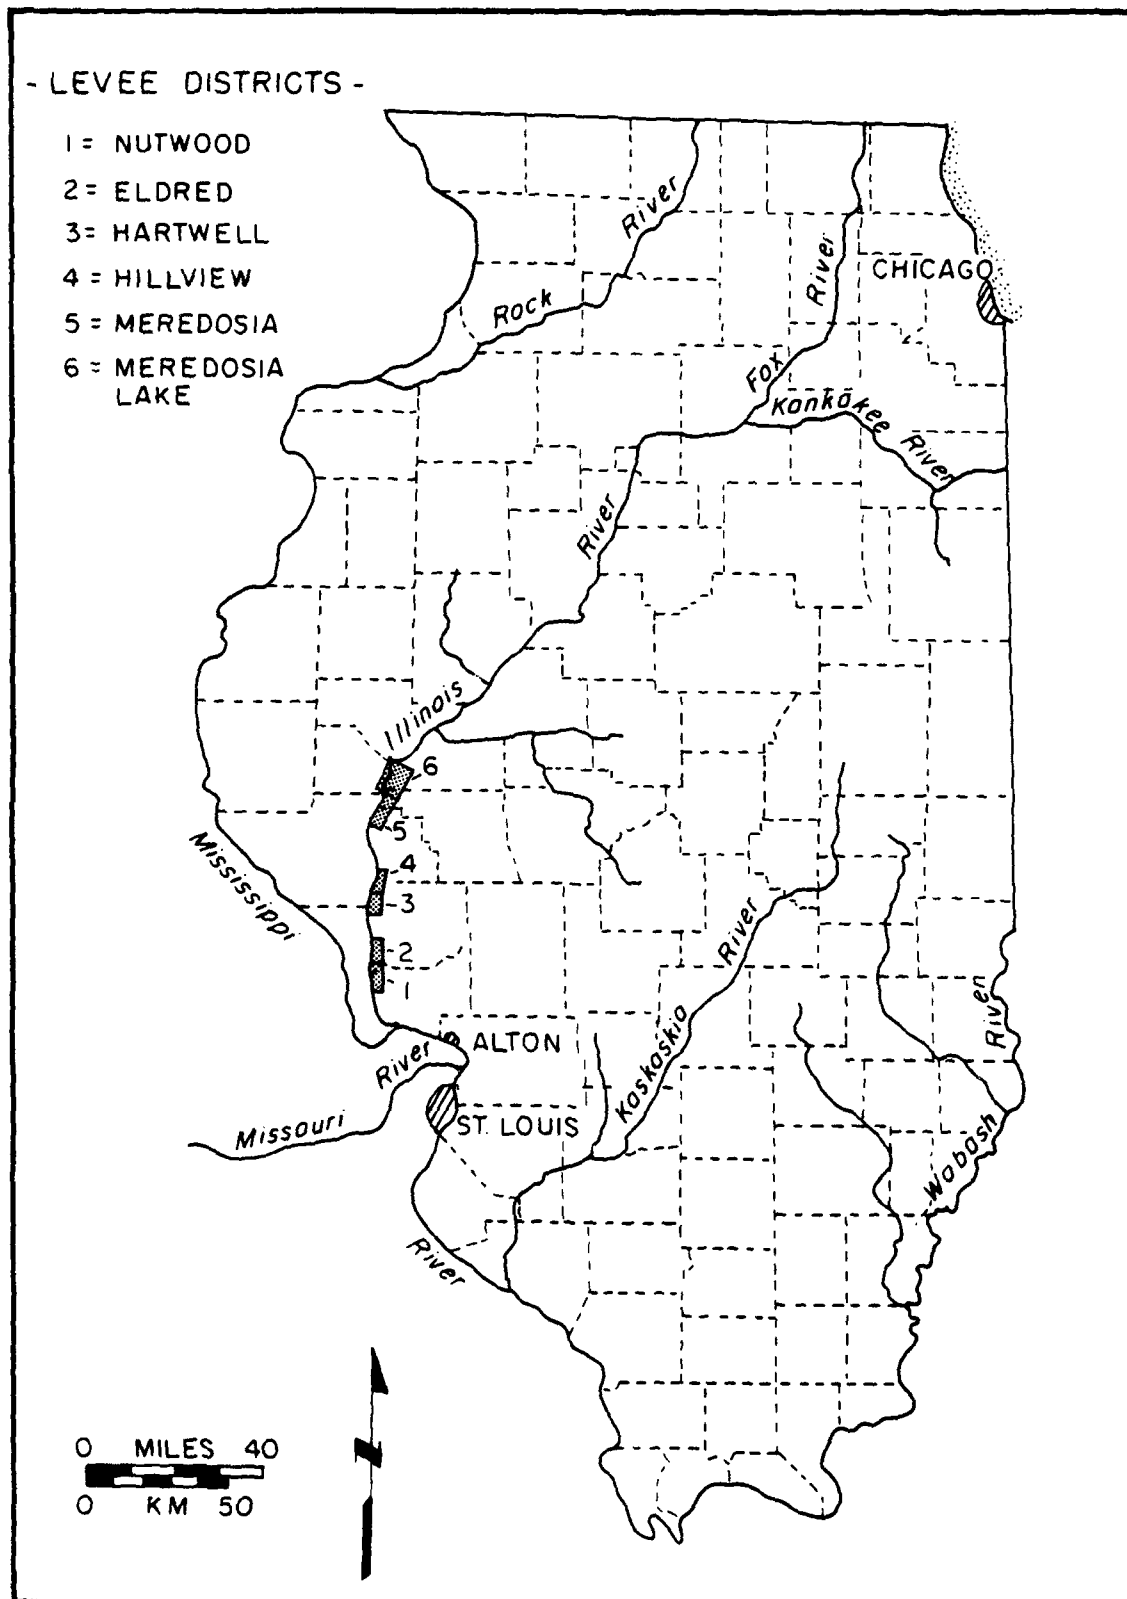 - LEVEE DISTRICTS -
1 = NUTWOOD
2 = ELDRED
3 = HARTWELL
4 = HILLVIEW
5 = MEREDOSIA
6 = MEREDOSIA
LAKE
Rock River
Fox River
CHICAGO
Kankakee River
Illinois River
6
5
4
3
2
1
Mississippi
River
Missouri River
ALTON
ST. LOUIS
Kaskaskia River
Wabash River
N
0 MILES 40
0 KM 50